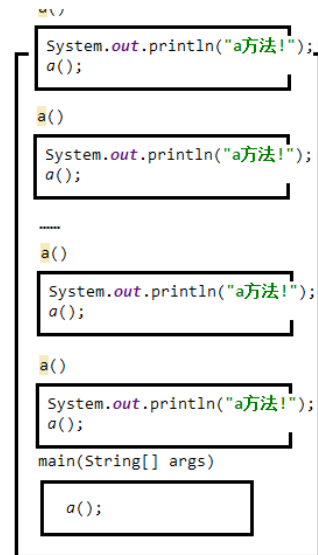 a()
System.out.println("a方法!");
a();
a()
System.out.println("a方法!");
a();
……
a()
System.out.println("a方法!");
a();
a()
System.out.println("a方法!");
a();
main(String[] args)
a();